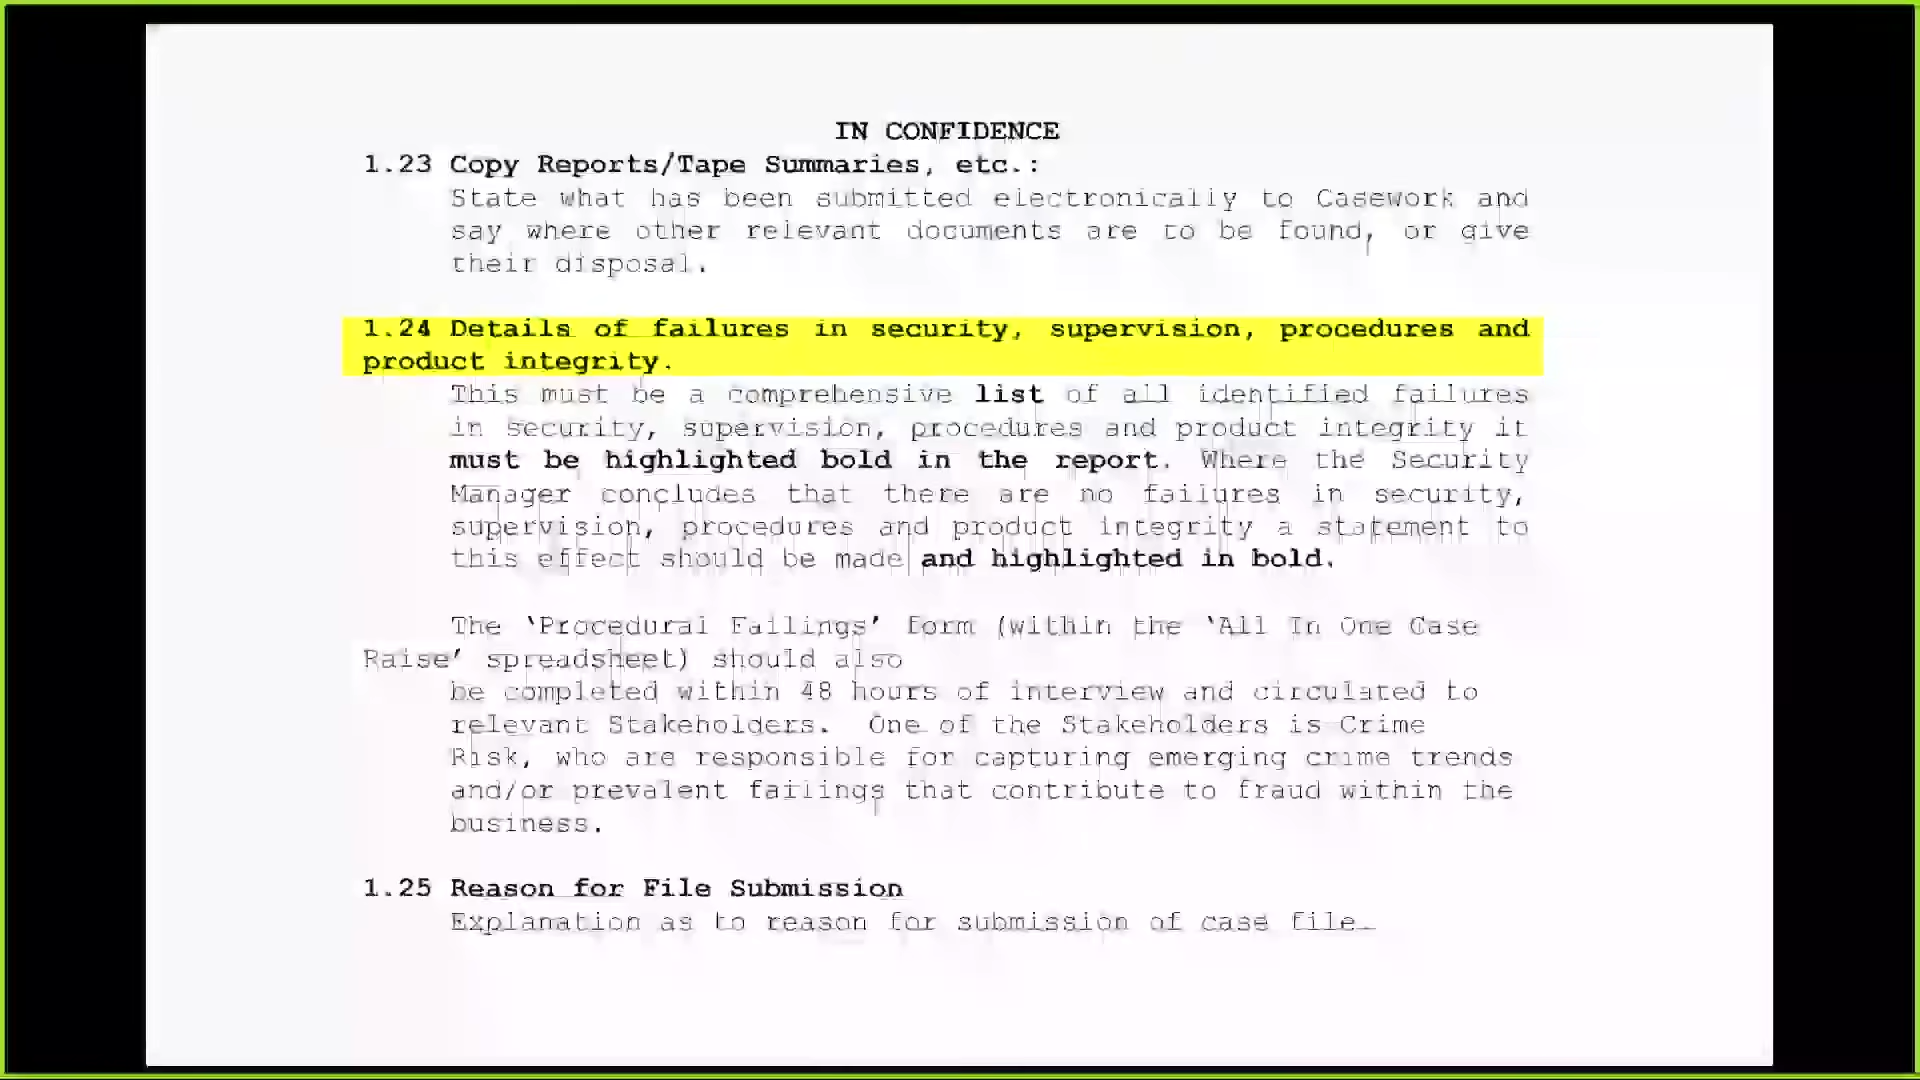 IN CONFIDENCE
1.23 Copy Reports/Tape Summaries, etc.:
State what has been submitted electronically to Casework and
say where other relevant documents are to be found, or give
their disposal.
1.24 Details of failures in security, supervision, procedures and
product integrity.
This must be a comprehensive list of all identified failures
in security, supervision, procedures and product integrity it
must be highlighted bold in the report. Where the Security
Manager concludes that there are no failures in security,
supervision, procedures and product integrity a statement to
this effect should be made and highlighted in bold.
The 'Procedural Failings' form (within the 'All In One Case
Raise' spreadsheet) should also
be completed within 48 hours of interview and circulated to
relevant Stakeholders. One of the Stakeholders is Crime
Risk, who are responsible for capturing emerging crime trends
and/or prevalent failings that contribute to fraud within the
business.
1.25 Reason for File Submission
Explanation as to reason for submission of case file.